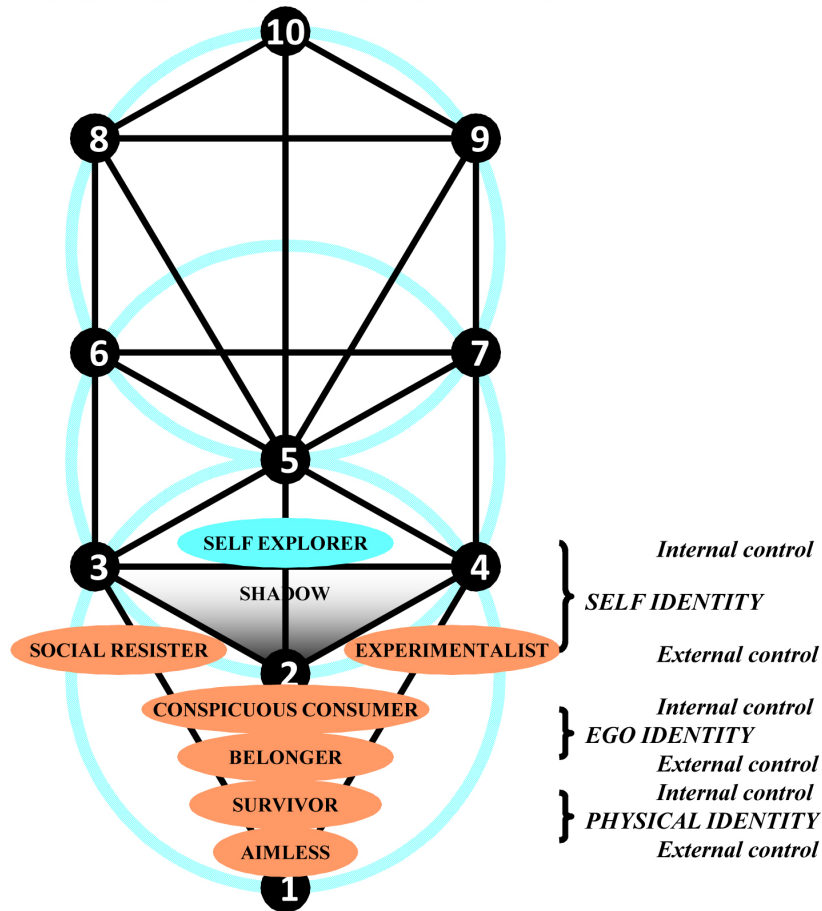 10
8
9
6
7
5
SELF EXPLORER
Internal control
3
4
SHADOW
SELF IDENTITY
SOCIAL RESISTER
EXPERIMENTALIST
External control
2
CONSPICUOUS CONSUMER
Internal control
EGO IDENTITY
BELONGER
External control
Internal control
SURVIVOR
PHYSICAL IDENTITY
AIMLESS
External control
1